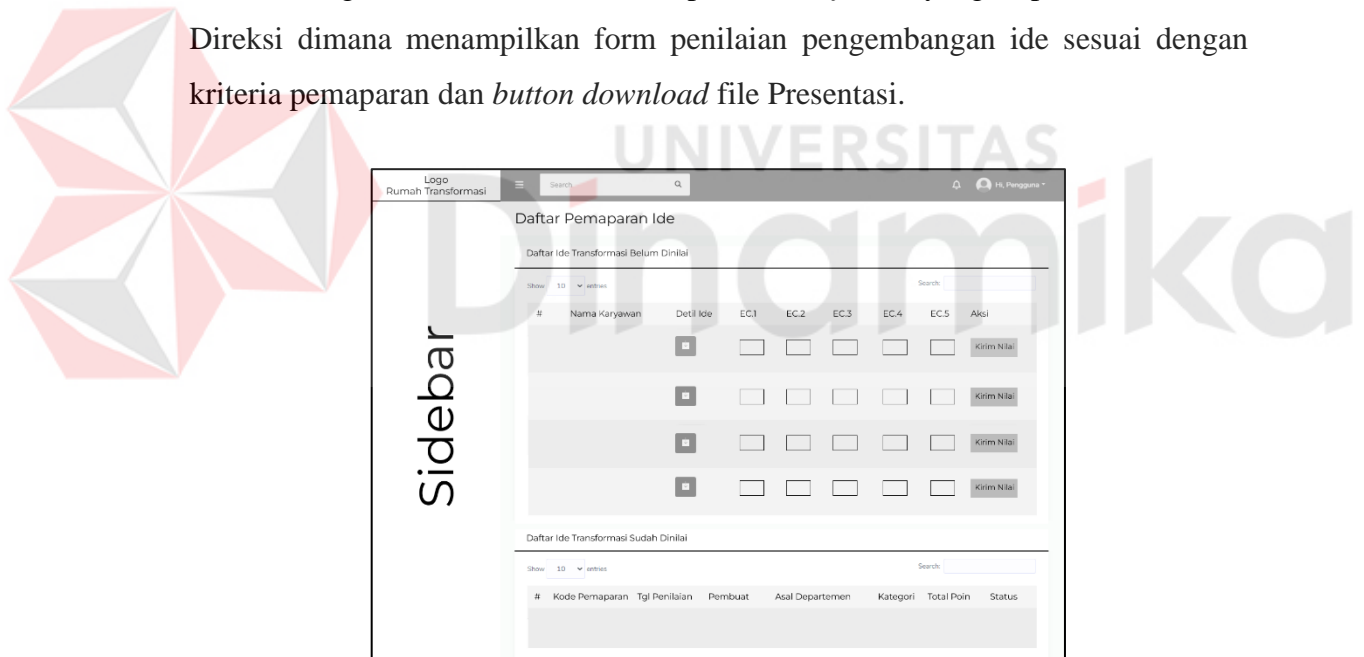 Direksi dimana menampilkan form penilaian pengembangan ide sesuai dengan
kriteria pemaparan dan button download file Presentasi.
UNIVERSITAS
Dinamika
Logo
Rumah Transformasi
Search
Hi, Pengguna
Sidebar
Daftar Pemaparan Ide
Daftar Ide Transformasi Belum Dinilai
Show 10 entries Search:
# Nama Karyawan Detil Ide EC.1 EC.2 EC.3 EC.4 EC.5 Aksi
Kirim Nilai
Kirim Nilai
Kirim Nilai
Kirim Nilai
Daftar Ide Transformasi Sudah Dinilai
Show 10 entries Search:
# Kode Pemaparan Tgl Penilaian Pembuat Asal Departemen Kategori Total Poin Status